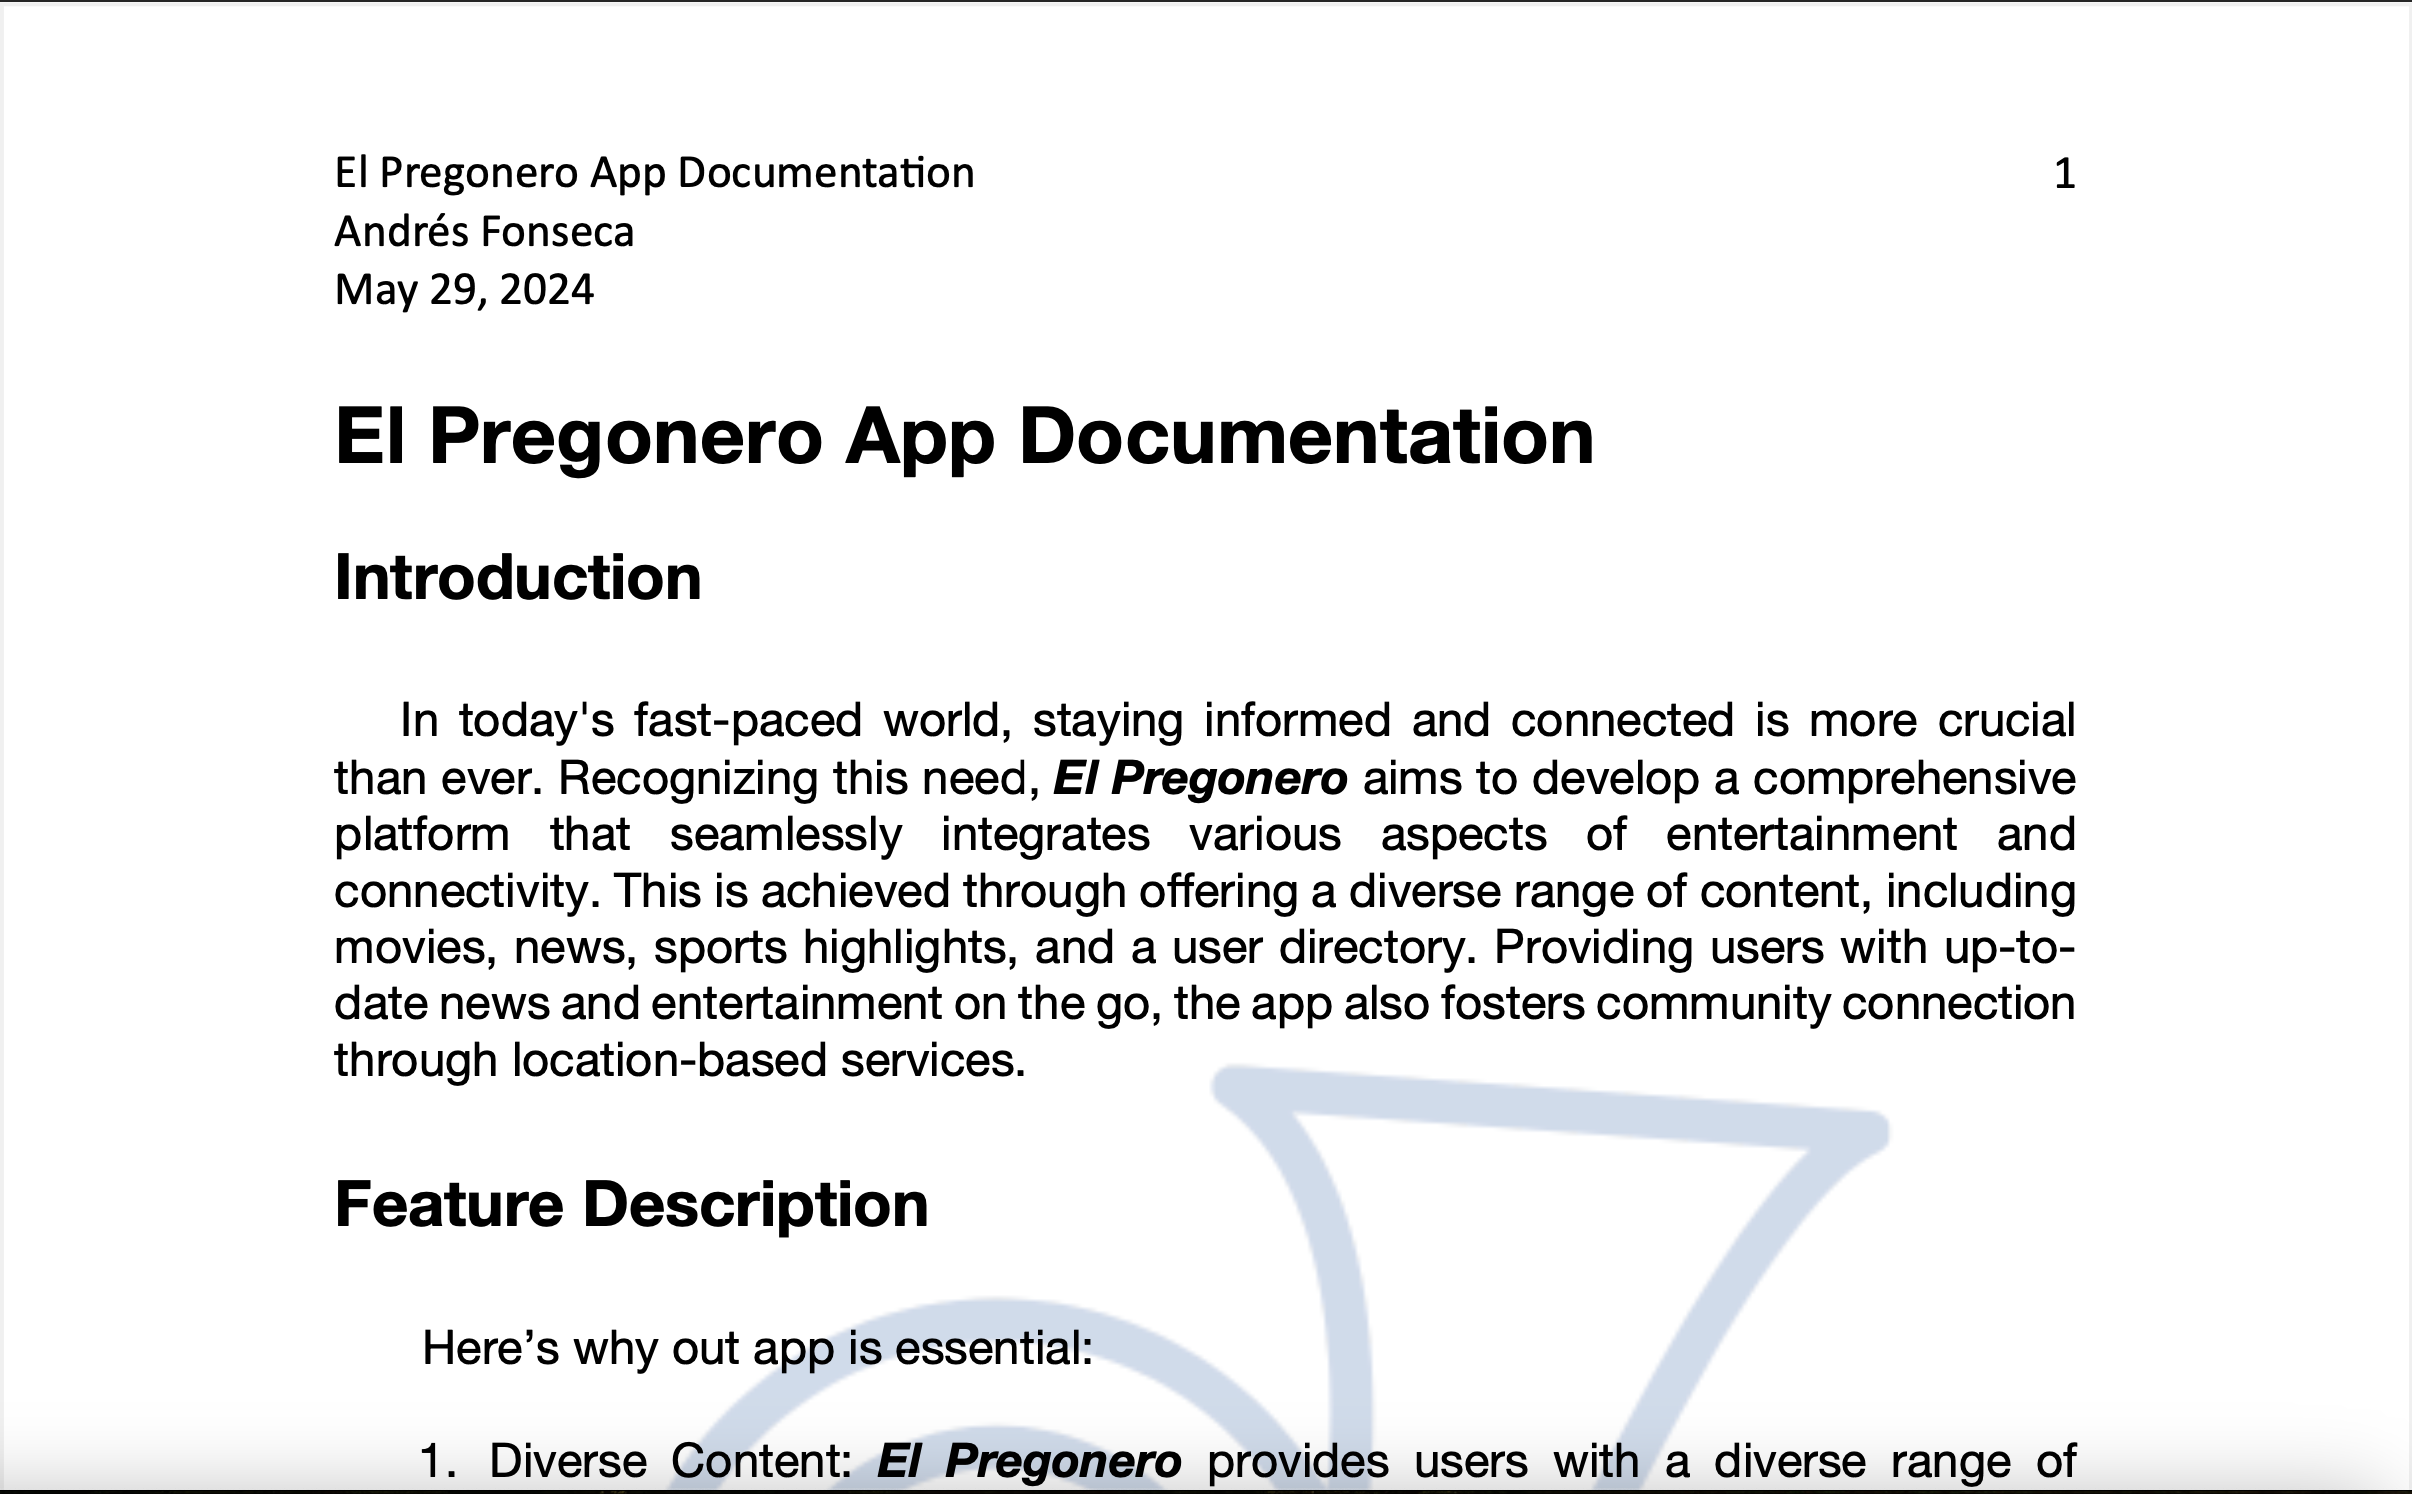 El Pregonero App Documentation 1
Andrés Fonseca
May 29, 2024
El Pregonero App Documentation
Introduction
In today's fast-paced world, staying informed and connected is more crucial
than ever. Recognizing this need, El Pregonero aims to develop a comprehensive
platform that seamlessly integrates various aspects of entertainment and
connectivity. This is achieved through offering a diverse range of content, including
movies, news, sports highlights, and a user directory. Providing users with up-to-
date news and entertainment on the go, the app also fosters community connection
through location-based services.
Feature Description
Here’s why out app is essential:
1. Diverse Content: El Pregonero provides users with a diverse range of